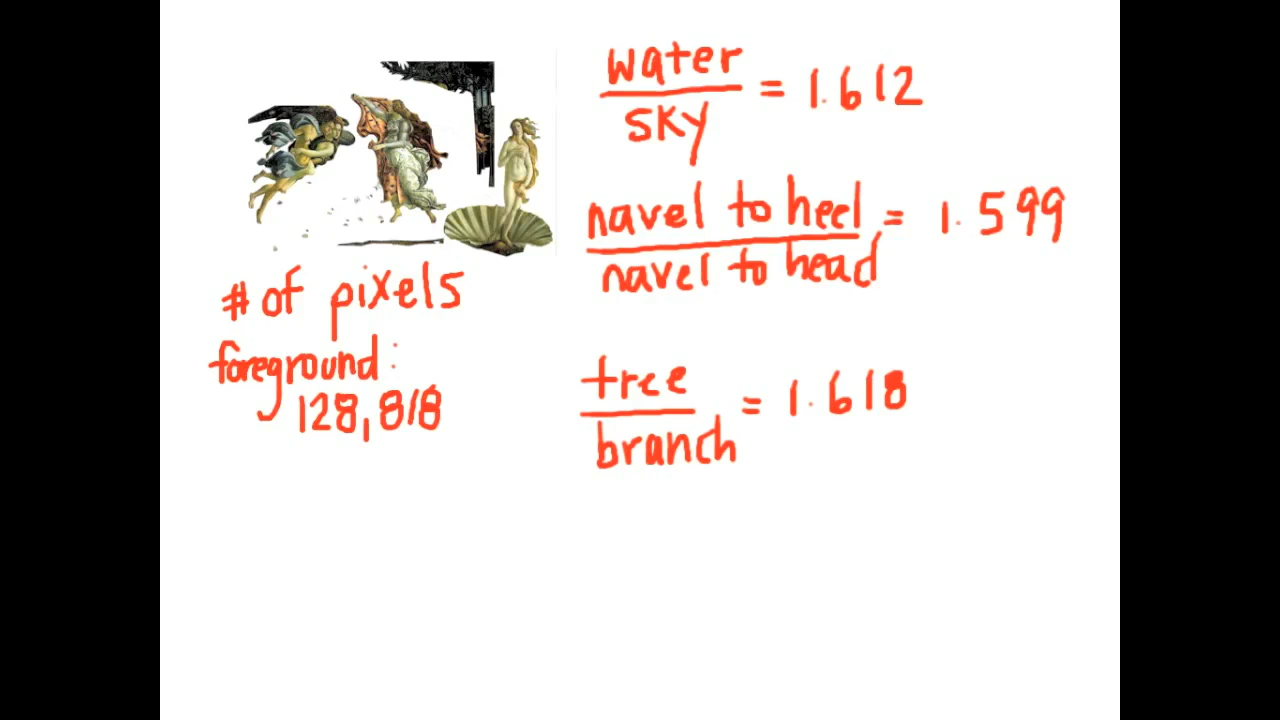 water
sky
= 1.612
navel to heel
navel to head
= 1.599
# of pixels
foreground:
128,818
tree
branch
= 1.618